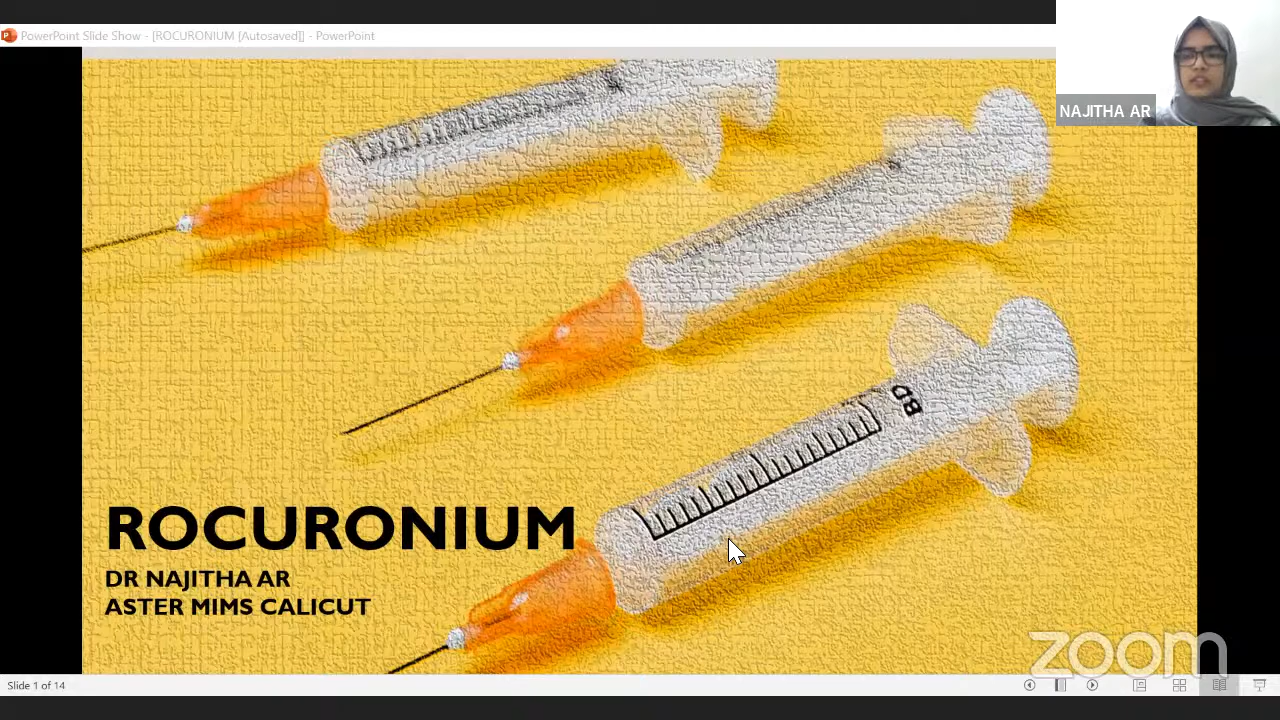 PowerPoint Slide Show - [ROCURONIUM [Autosaved]] - PowerPoint
NAJITHA AR
BD
ROCURONIUM
DR NAJITHA AR
ASTER MIMS CALICUT
zoom
Slide 1 of 14